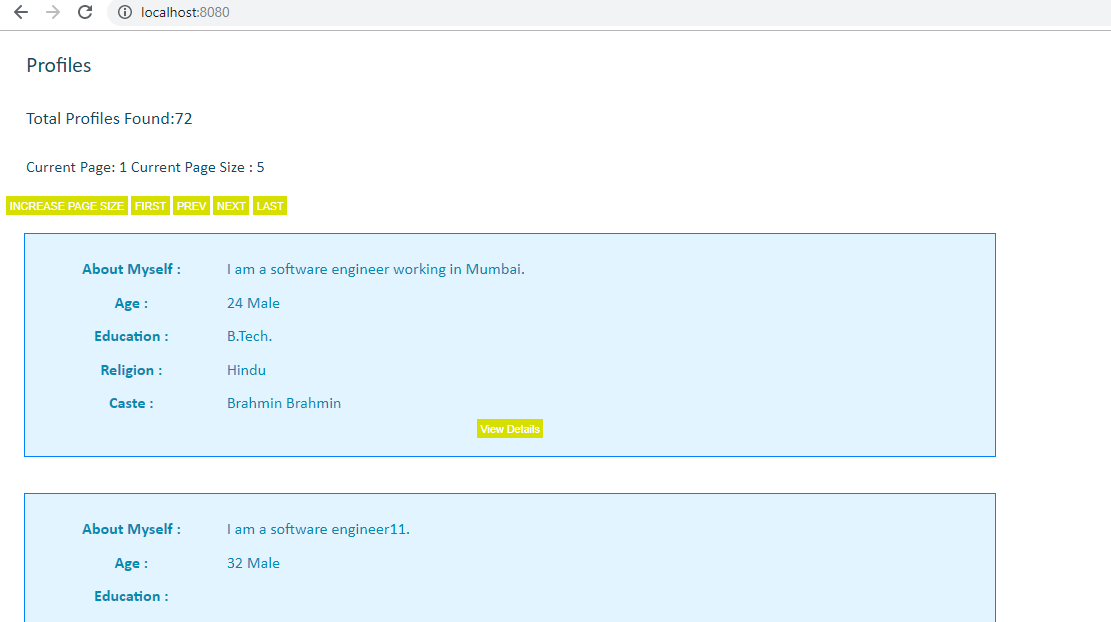 localhost:8080
Profiles
Total Profiles Found:72
Current Page: 1 Current Page Size : 5
INCREASE PAGE SIZE FIRST PREV NEXT LAST
About Myself : I am a software engineer working in Mumbai.
Age : 24 Male
Education : B.Tech.
Religion : Hindu
Caste : Brahmin Brahmin
View Details
About Myself : I am a software engineer11.
Age : 32 Male
Education :